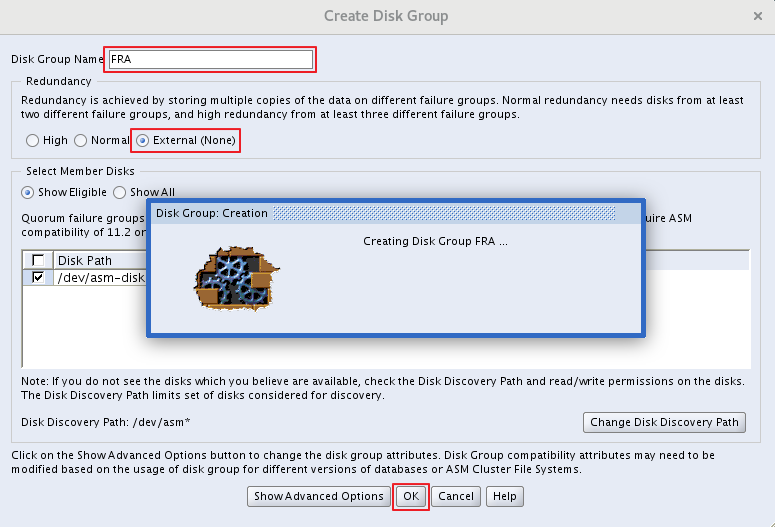 Create Disk Group
Disk Group Name FRA
Redundancy
Redundancy is achieved by storing multiple copies of the data on different failure groups. Normal redundancy needs disks from at least
two different failure groups, and high redundancy from at least three different failure groups.
High Normal External (None)
Select Member Disks
Show Eligible Show All
Quorum failure groups
uire ASM
compatibility of 11.2 or
Disk Group: Creation
Creating Disk Group FRA ...
Disk Path
/dev/asm-disk
Note: If you do not see the disks which you believe are available, check the Disk Discovery Path and read/write permissions on the disks.
The Disk Discovery Path limits set of disks considered for discovery.
Disk Discovery Path: /dev/asm*
Change Disk Discovery Path
Click on the Show Advanced Options button to change the disk group attributes. Disk Group compatibility attributes may need to be
modified based on the usage of disk group for different versions of databases or ASM Cluster File Systems.
Show Advanced Options OK Cancel Help